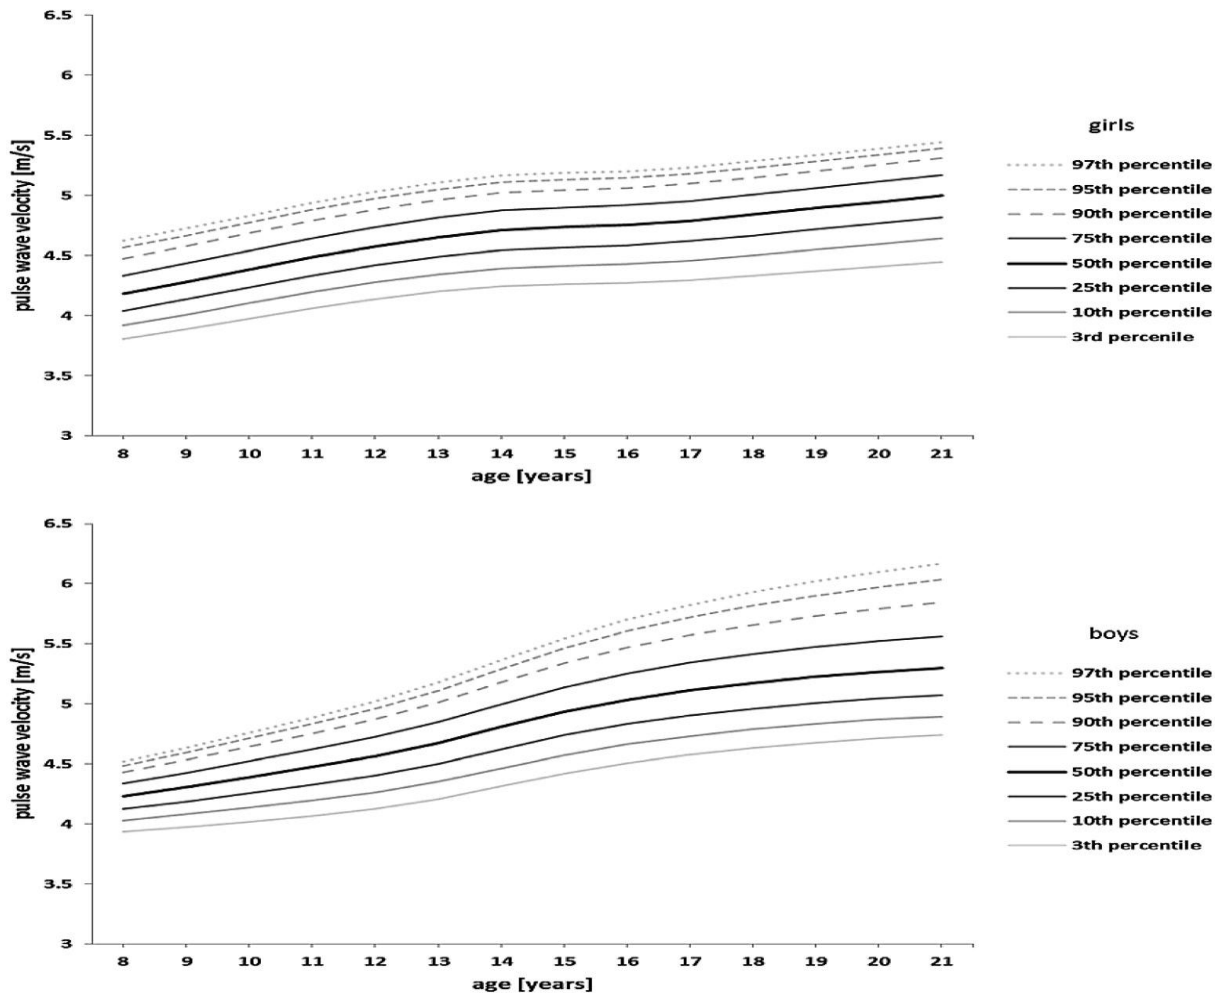 6.5
6
5.5
5
4.5
4
3.5
3
pulse wave velocity [m/s]
8 9 10 11 12 13 14 15 16 17 18 19 20 21
age [years]
girls
97th percentile
95th percentile
90th percentile
75th percentile
50th percentile
25th percentile
10th percentile
3rd percenile
6.5
6
5.5
5
4.5
4
3.5
3
pulse wave velocity [m/s]
8 9 10 11 12 13 14 15 16 17 18 19 20 21
age [years]
boys
97th percentile
95th percentile
90th percentile
75th percentile
50th percentile
25th percentile
10th percentile
3th percentile